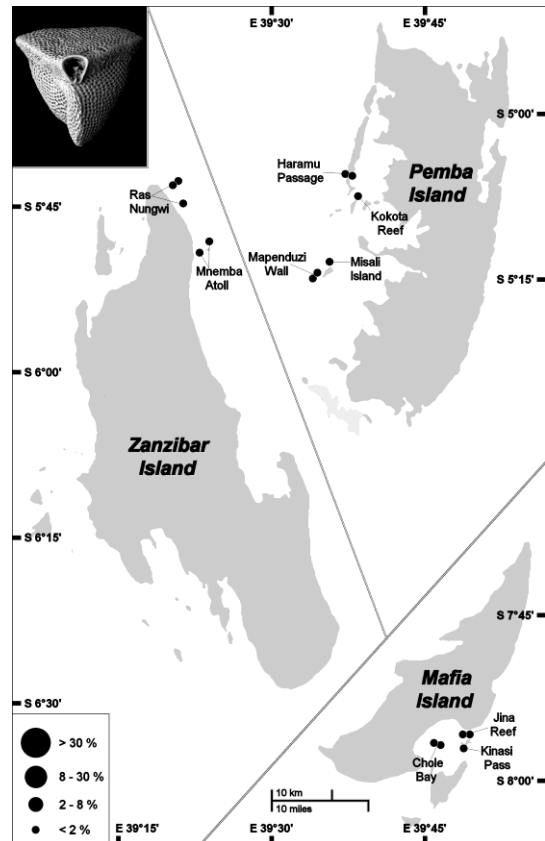 E 39°30'
E 39°45'
S 5°00'
Haramu
Passage
Pemba
Island
Ras
Nungwi
S 5°45'
Kokota
Reef
Mnemba
Atoll
Mapenduzi
Wall
Misali
Island
S 5°15'
S 6°00'
Zanzibar
Island
S 6°15'
S 7°45'
Mafia
Island
S 6°30'
Jina
Reef
> 30 %
8 - 30 %
2 - 8 %
< 2 %
Chole
Bay
Kinasi
Pass
S 8°00'
10 km
10 miles
E 39°15'
E 39°30'
E 39°45'